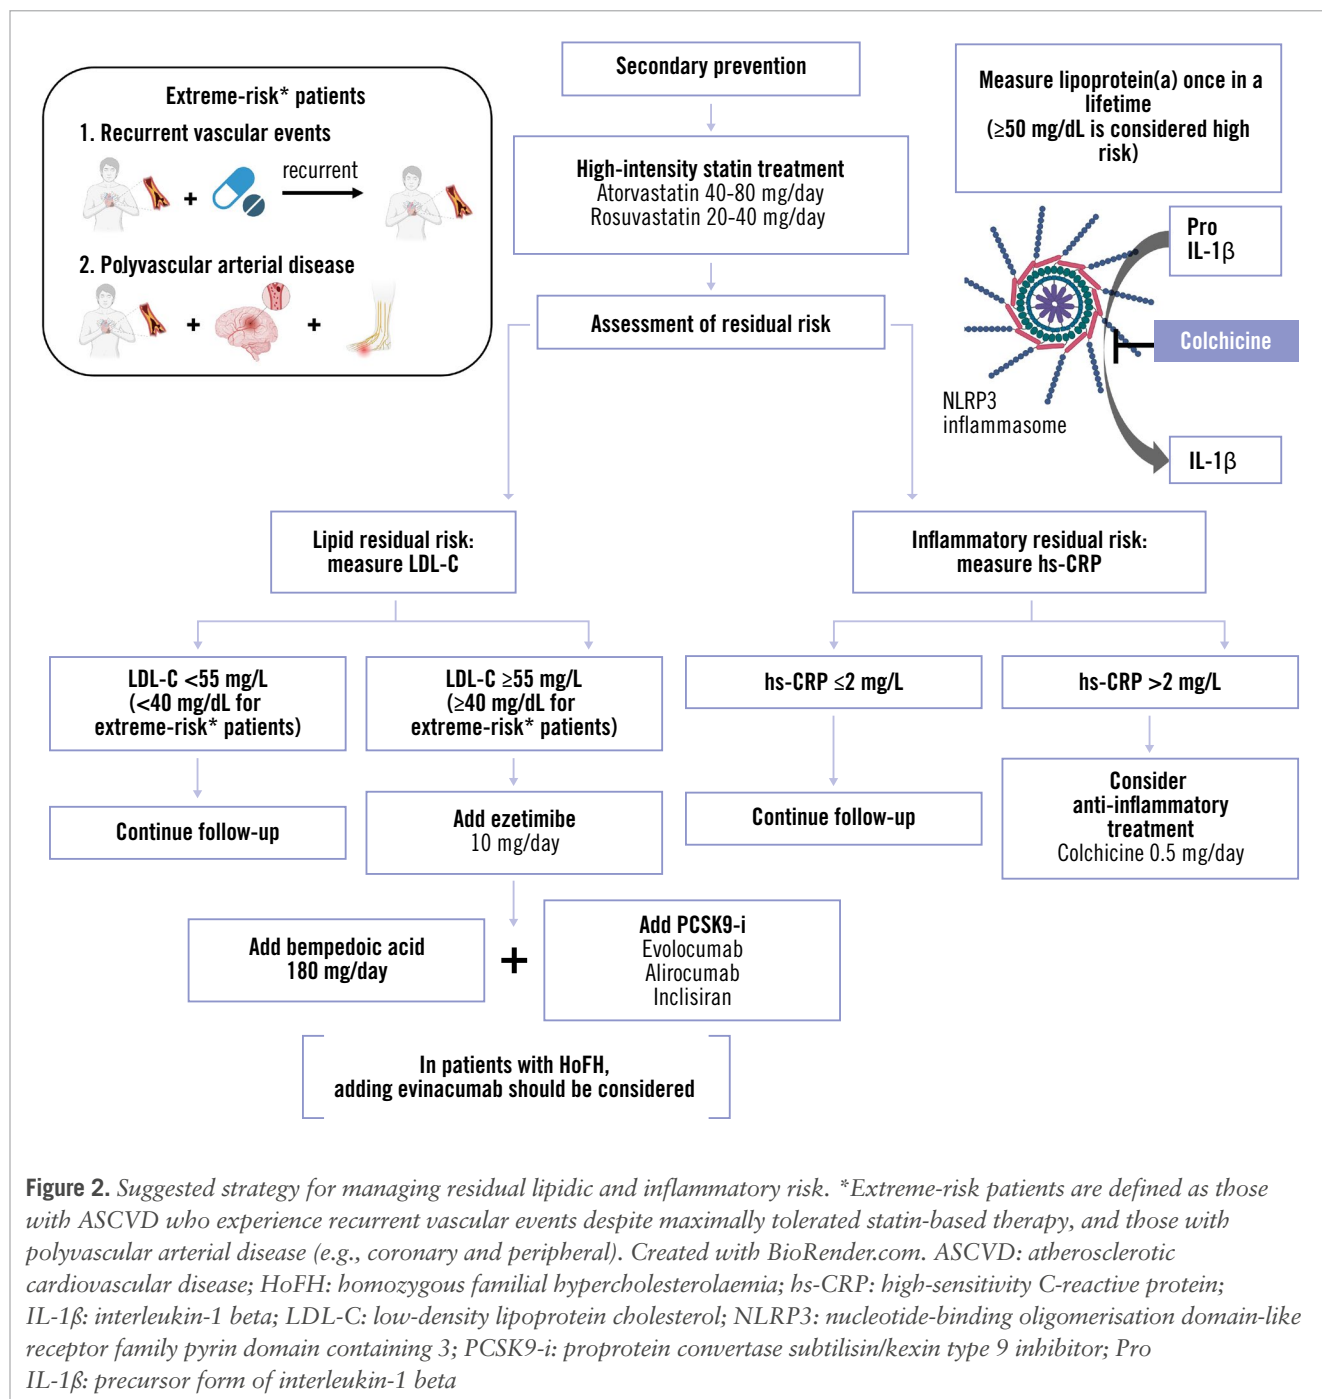 Extreme-risk* patients
1. Recurrent vascular events
+
recurrent
2. Polyvascular arterial disease
+
+
Secondary prevention
High-intensity statin treatment
Atorvastatin 40-80 mg/day
Rosuvastatin 20-40 mg/day
Assessment of residual risk
Measure lipoprotein(a) once in a
lifetime
(≥50 mg/dL is considered high
risk)
Pro
IL-1β
Colchicine
NLRP3
inflammasome
IL-1β
Lipid residual risk:
measure LDL-C
Inflammatory residual risk:
measure hs-CRP
LDL-C <55 mg/L
(<40 mg/dL for
extreme-risk* patients)
LDL-C ≥55 mg/L
(≥40 mg/dL for
extreme-risk* patients)
hs-CRP ≤2 mg/L
hs-CRP >2 mg/L
Continue follow-up
Add ezetimibe
10 mg/day
Continue follow-up
Consider
anti-inflammatory
treatment
Colchicine 0.5 mg/day
Add bempedoic acid
180 mg/day
+
Add PCSK9-i
Evolocumab
Alirocumab
Inclisiran
In patients with HoFH,
adding evinacumab should be considered
Figure 2. Suggested strategy for managing residual lipidic and inflammatory risk. *Extreme-risk patients are defined as those
with ASCVD who experience recurrent vascular events despite maximally tolerated statin-based therapy, and those with
polyvascular arterial disease (e.g., coronary and peripheral). Created with BioRender.com. ASCVD: atherosclerotic
cardiovascular disease; HoFH: homozygous familial hypercholesterolaemia; hs-CRP: high-sensitivity C-reactive protein;
IL-1ß: interleukin-1 beta; LDL-C: low-density lipoprotein cholesterol; NLRP3: nucleotide-binding oligomerisation domain-like
receptor family pyrin domain containing 3; PCSK9-i: proprotein convertase subtilisin/kexin type 9 inhibitor; Pro
IL-1ß: precursor form of interleukin-1 beta